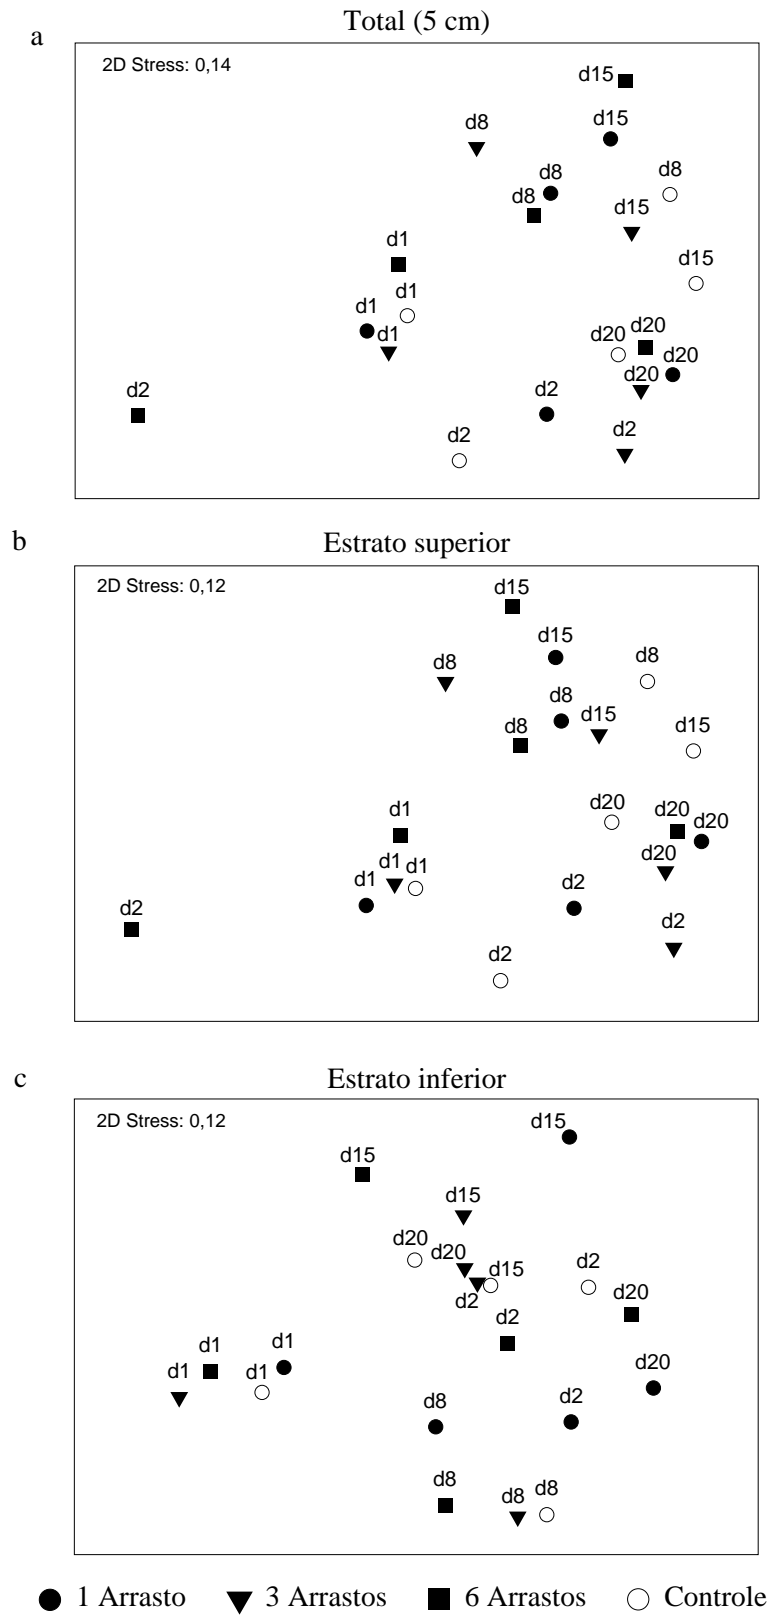 Total (5 cm)
a
2D Stress: 0,14
d15
d15
d8
d8
d8
d8
d15
d1
d15
d1
d1
d1
d20
d20
d20
d20
d2
d2
d2
d2
b
Estrato superior
2D Stress: 0,12
d15
d15
d8
d8
d8
d15
d15
d8
d20
d1
d20
d20
d20
d1
d1
d1
d2
d2
d2
d2
c
Estrato inferior
2D Stress: 0,12
d15
d15
d15
d20
d20
d15
d2
d2
d20
d2
d1
d1
d1
d1
d20
d8
d2
d8
d8
d8
1 Arrasto 3 Arrastos 6 Arrastos Controle